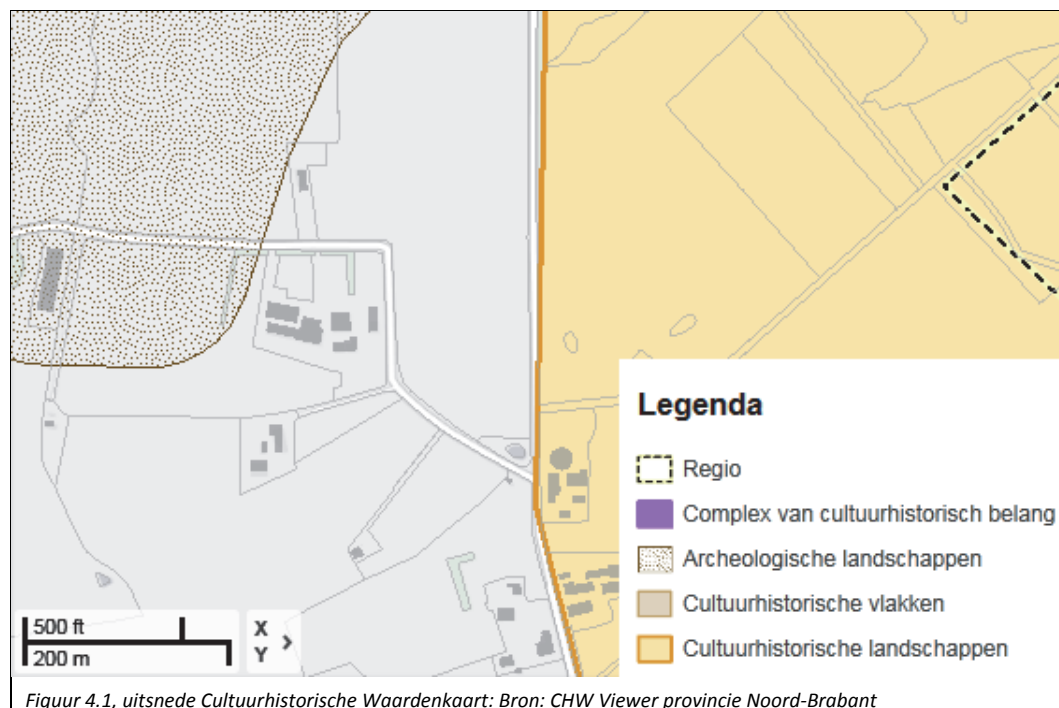 Legenda
Regio
Complex van cultuurhistorisch belang
Archeologische landschappen
Cultuurhistorische vlakken
Cultuurhistorische landschappen
500 ft
200 m
X
Y
Figuur 4.1, uitsnede Cultuurhistorische Waardenkaart: Bron: CHW Viewer provincie Noord-Brabant